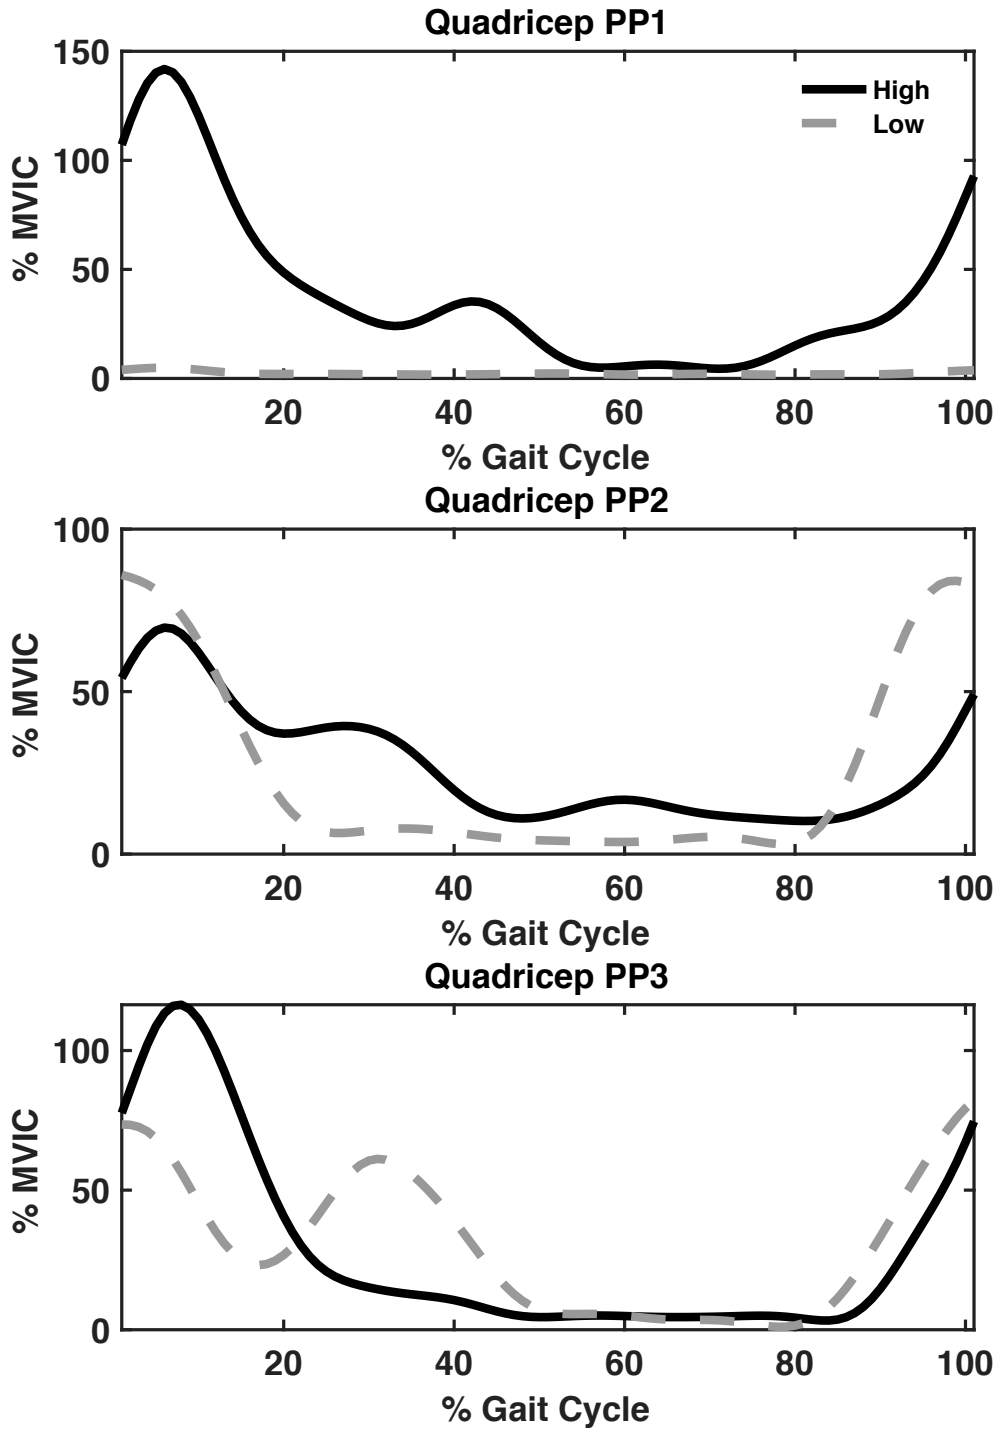 Quadricep PP1
150
100
50
0
% MVIC
High
Low
20 40 60 80 100
% Gait Cycle
Quadricep PP2
100
50
0
% MVIC
20 40 60 80 100
% Gait Cycle
Quadricep PP3
100
50
0
% MVIC
20 40 60 80 100
% Gait Cycle